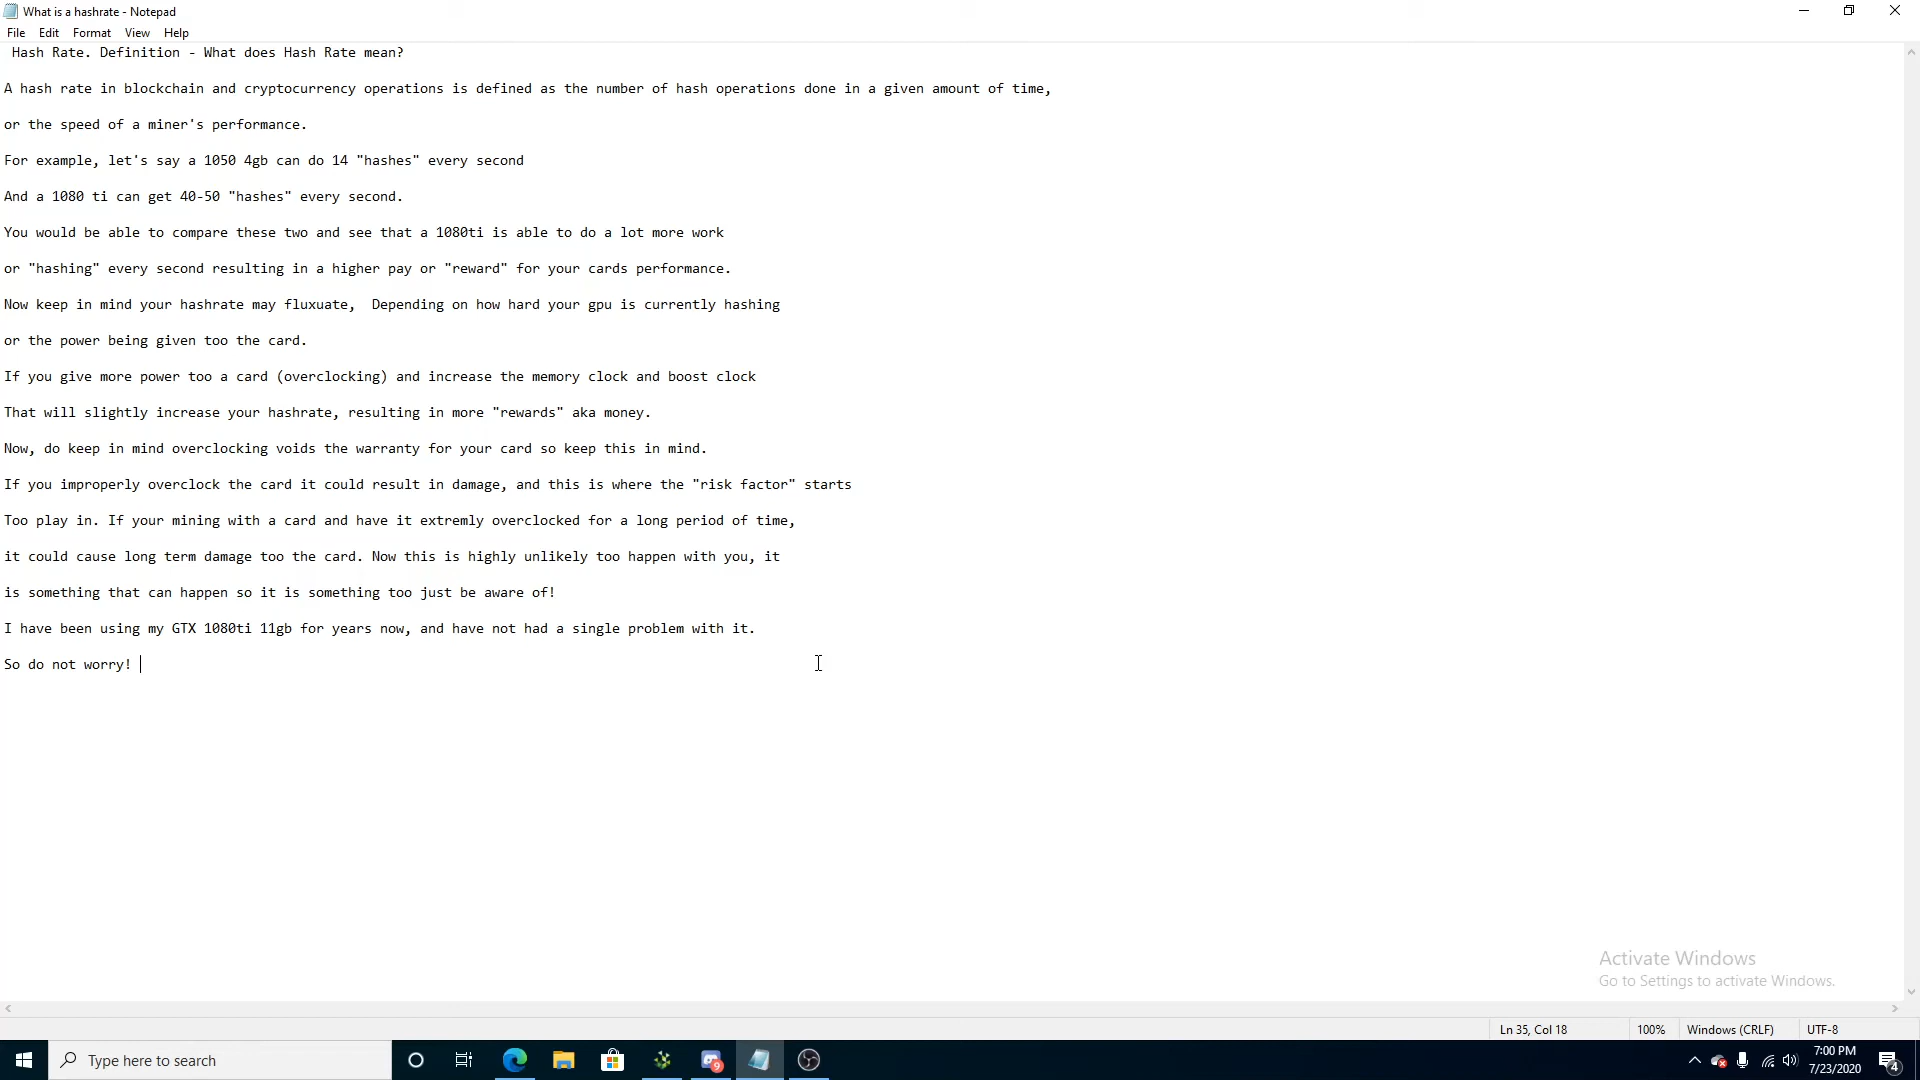 What is a hashrate - Notepad
File Edit Format View Help
Hash Rate. Definition - What does Hash Rate mean?
A hash rate in blockchain and cryptocurrency operations is defined as the number of hash operations done in a given amount of time,
or the speed of a miner's performance.
For example, let's say a 1050 4gb can do 14 "hashes" every second
And a 1080 ti can get 40-50 "hashes" every second.
You would be able to compare these two and see that a 1080ti is able to do a lot more work
or "hashing" every second resulting in a higher pay or "reward" for your cards performance.
Now keep in mind your hashrate may fluxuate,  Depending on how hard your gpu is currently hashing
or the power being given too the card.
If you give more power too a card (overclocking) and increase the memory clock and boost clock
That will slightly increase your hashrate, resulting in more "rewards" aka money.
Now, do keep in mind overclocking voids the warranty for your card so keep this in mind.
If you improperly overclock the card it could result in damage, and this is where the "risk factor" starts
Too play in. If your mining with a card and have it extremly overclocked for a long period of time,
it could cause long term damage too the card. Now this is highly unlikely too happen with you, it
is something that can happen so it is something too just be aware of!
I have been using my GTX 1080ti 11gb for years now, and have not had a single problem with it.
So do not worry!
Activate Windows
Go to Settings to activate Windows.
Ln 35, Col 18 100% Windows (CRLF) UTF-8
Type here to search
9
7:00 PM
7/23/2020
4